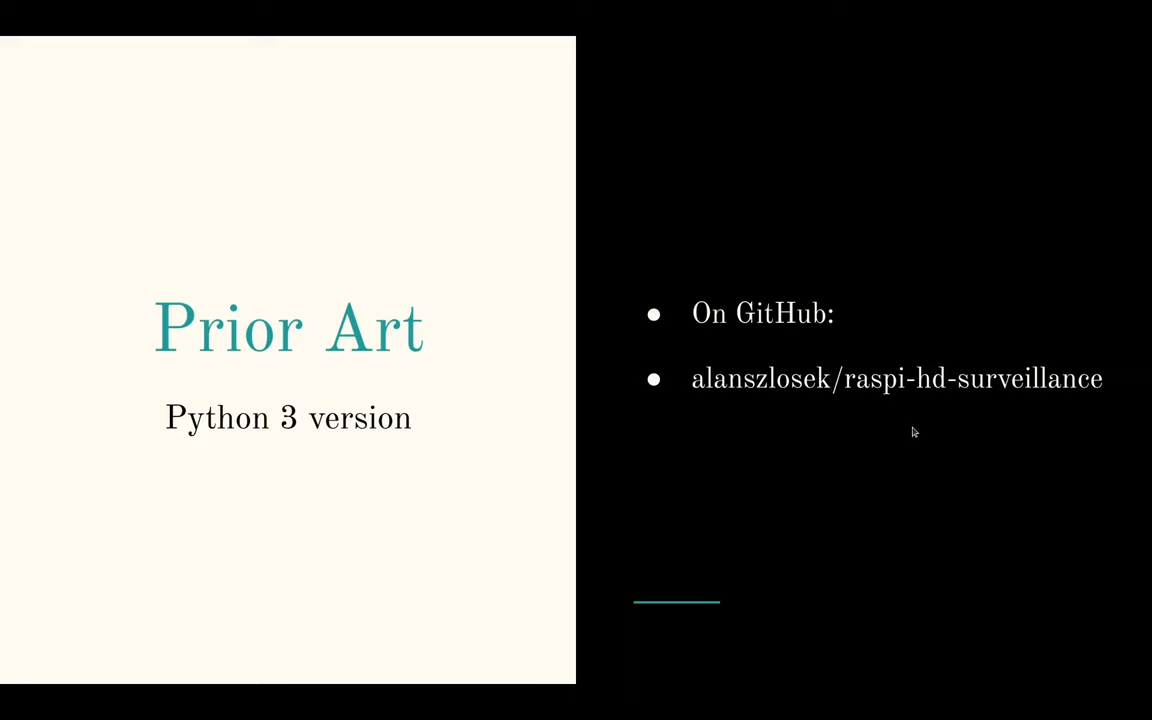 Prior Art
Python 3 version
● On GitHub:
● alanszlosek/raspi-hd-surveillance